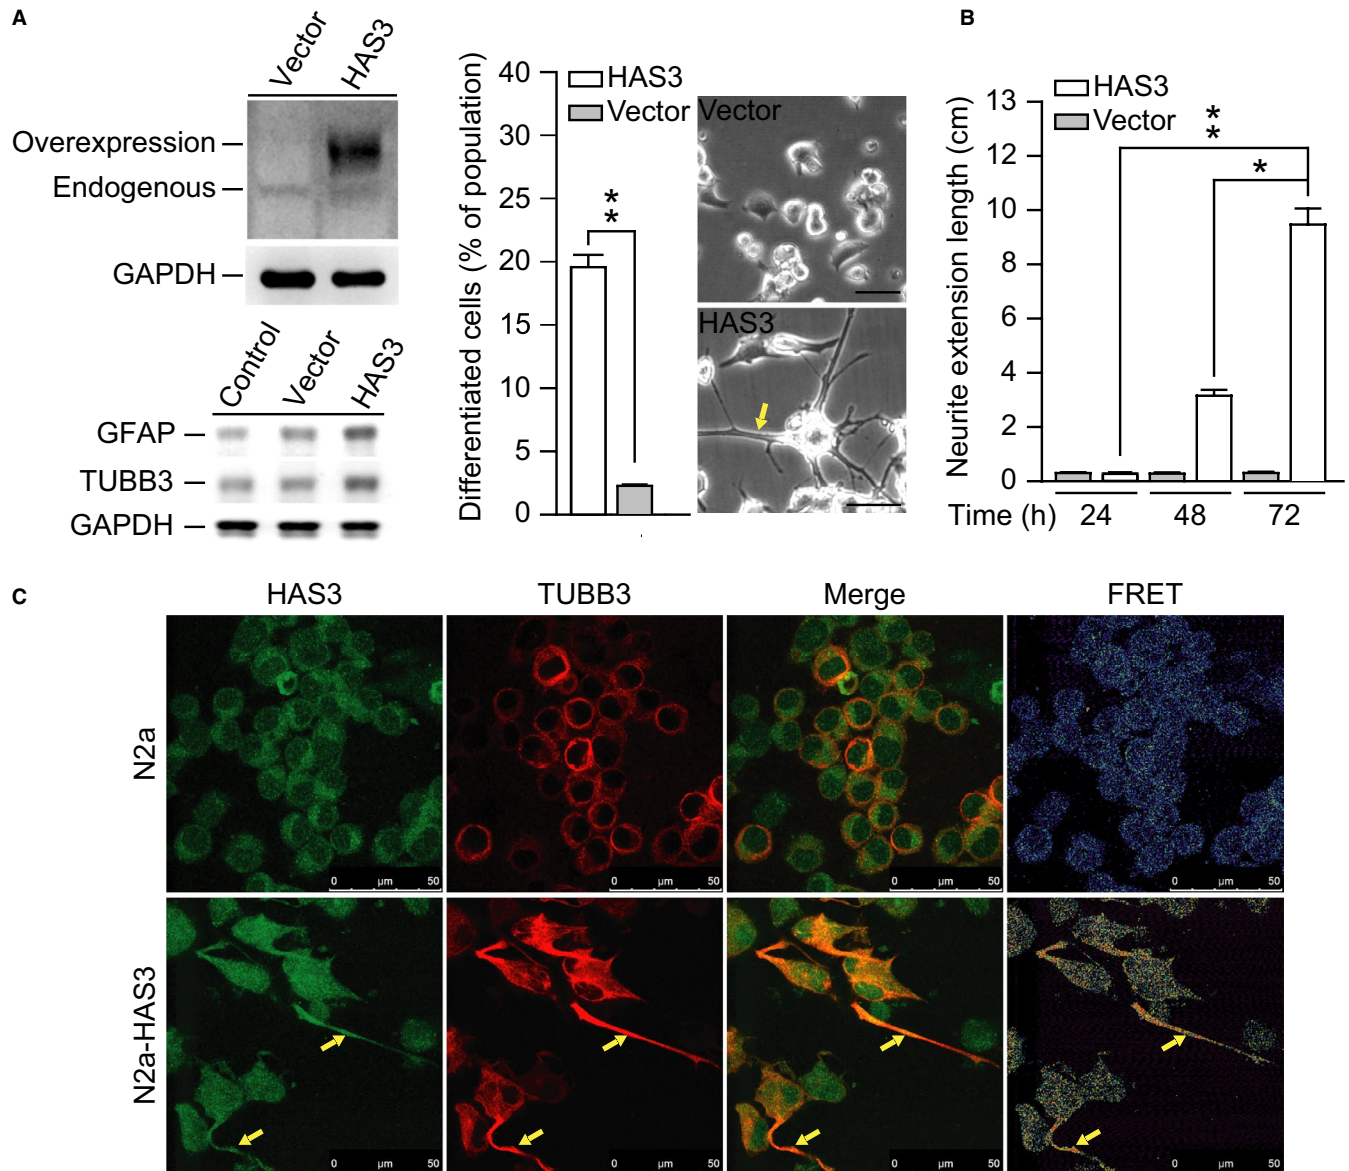 A
Vector
HAS3
Overexpression
Endogenous
GAPDH
Control
Vector
HAS3
GFAP
TUBB3
GAPDH
Differentiated cells (% of population)
40
35
30
25
20
15
10
5
0
HAS3
Vector
**
Vector
HAS3
B
Neurite extension length (cm)
13
12
10
8
6
4
2
0
HAS3
Vector
**
*
Time (h)
24
48
72
C
HAS3
TUBB3
Merge
FRET
N2a
0 µm 50
0 µm 50
0 µm 50
0 µm 50
N2a-HAS3
0 µm 50
0 µm 50
0 µm 50
0 µm 50